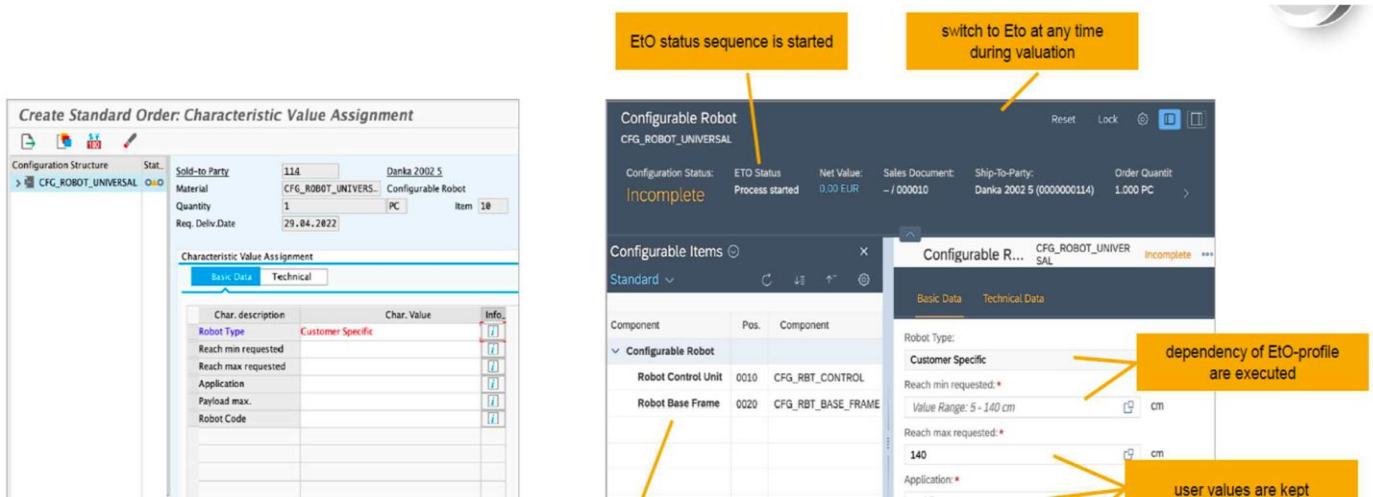 EtO status sequence is started
switch to Eto at any time
during valuation
Create Standard Order: Characteristic Value Assignment
Configuration Structure Stat..
CFG_ROBOT_UNIVERSAL
Sold-to Party 114 Danka 2002 5
Material CFG_ROBOT_UNIVERS.. Configurable Robot
Quantity 1 PC Item 10
Req. Deliv.Date 29.04.2022
Characteristic Value Assignment
Basic Data Technical
Char. description Char. Value Info..
Robot Type Customer Specific
Reach min requested
Reach max requested
Application
Payload max.
Robot Code
Configurable Robot
CFG_ROBOT_UNIVERSAL
Reset Lock
Configuration Status: ETO Status Net Value: Sales Document: Ship-To-Party: Order Quantit
Incomplete Process started 0,00 EUR – / 000010 Danka 2002 5 (0000000114) 1.000 PC
Configurable Items
Standard
Component Pos. Component
Configurable Robot
Robot Control Unit 0010 CFG_RBT_CONTROL
Robot Base Frame 0020 CFG_RBT_BASE_FRAME
Configurable R... CFG_ROBOT_UNIVER
SAL
Incomplete
Basic Data Technical Data
Robot Type:
Customer Specific
Reach min requested: *
Value Range: 5 - 140 cm cm
Reach max requested: *
140 cm
Application: *
dependency of EtO-profile
are executed
user values are kept